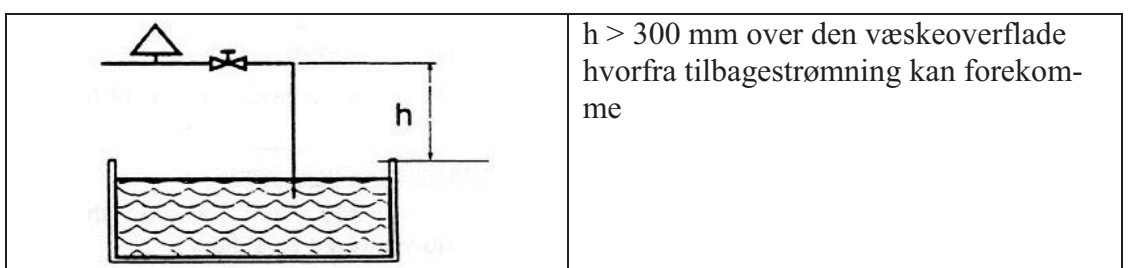 h
h > 300 mm over den væskeoverflade
hvorfra tilbagestrømning kan forekom-
me